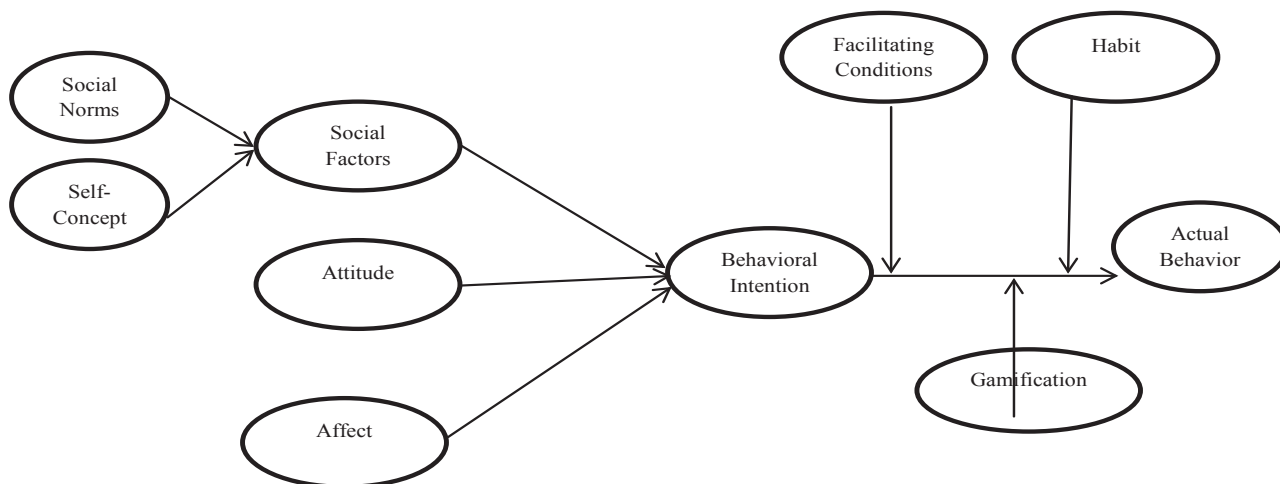 Social
Norms
Self-
Concept
Social
Factors
Attitude
Affect
Behavioral
Intention
Facilitating
Conditions
Habit
Gamification
Actual
Behavior